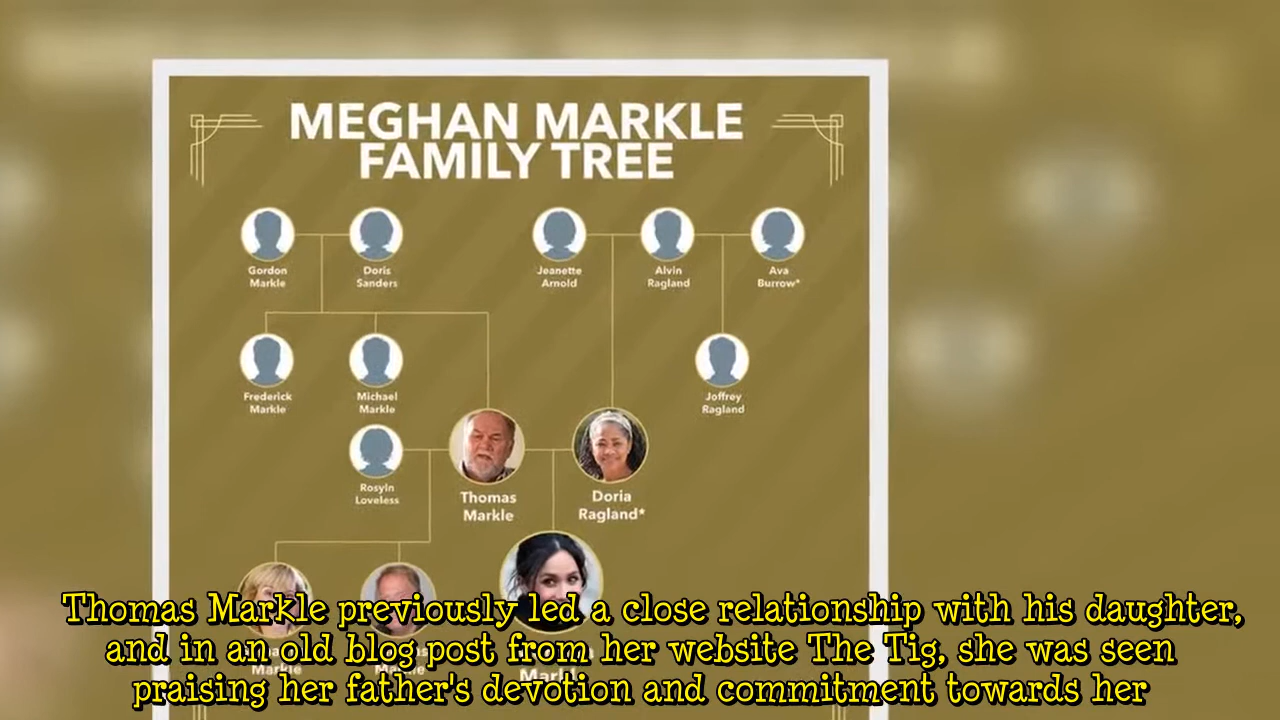 MEGHAN MARKLE
FAMILY TREE
Gordon Markle
Doris Sanders
Jeanette Arnold
Alvin Ragland
Ava Burrow*
Frederick Markle
Michael Markle
Joffrey Ragland
Rosyln Loveless
Thomas Markle
Doria Ragland*
Markle
Thomas Markle previously led a close relationship with his daughter,
and in an old blog post from her website The Tig, she was seen
praising her father's devotion and commitment towards her